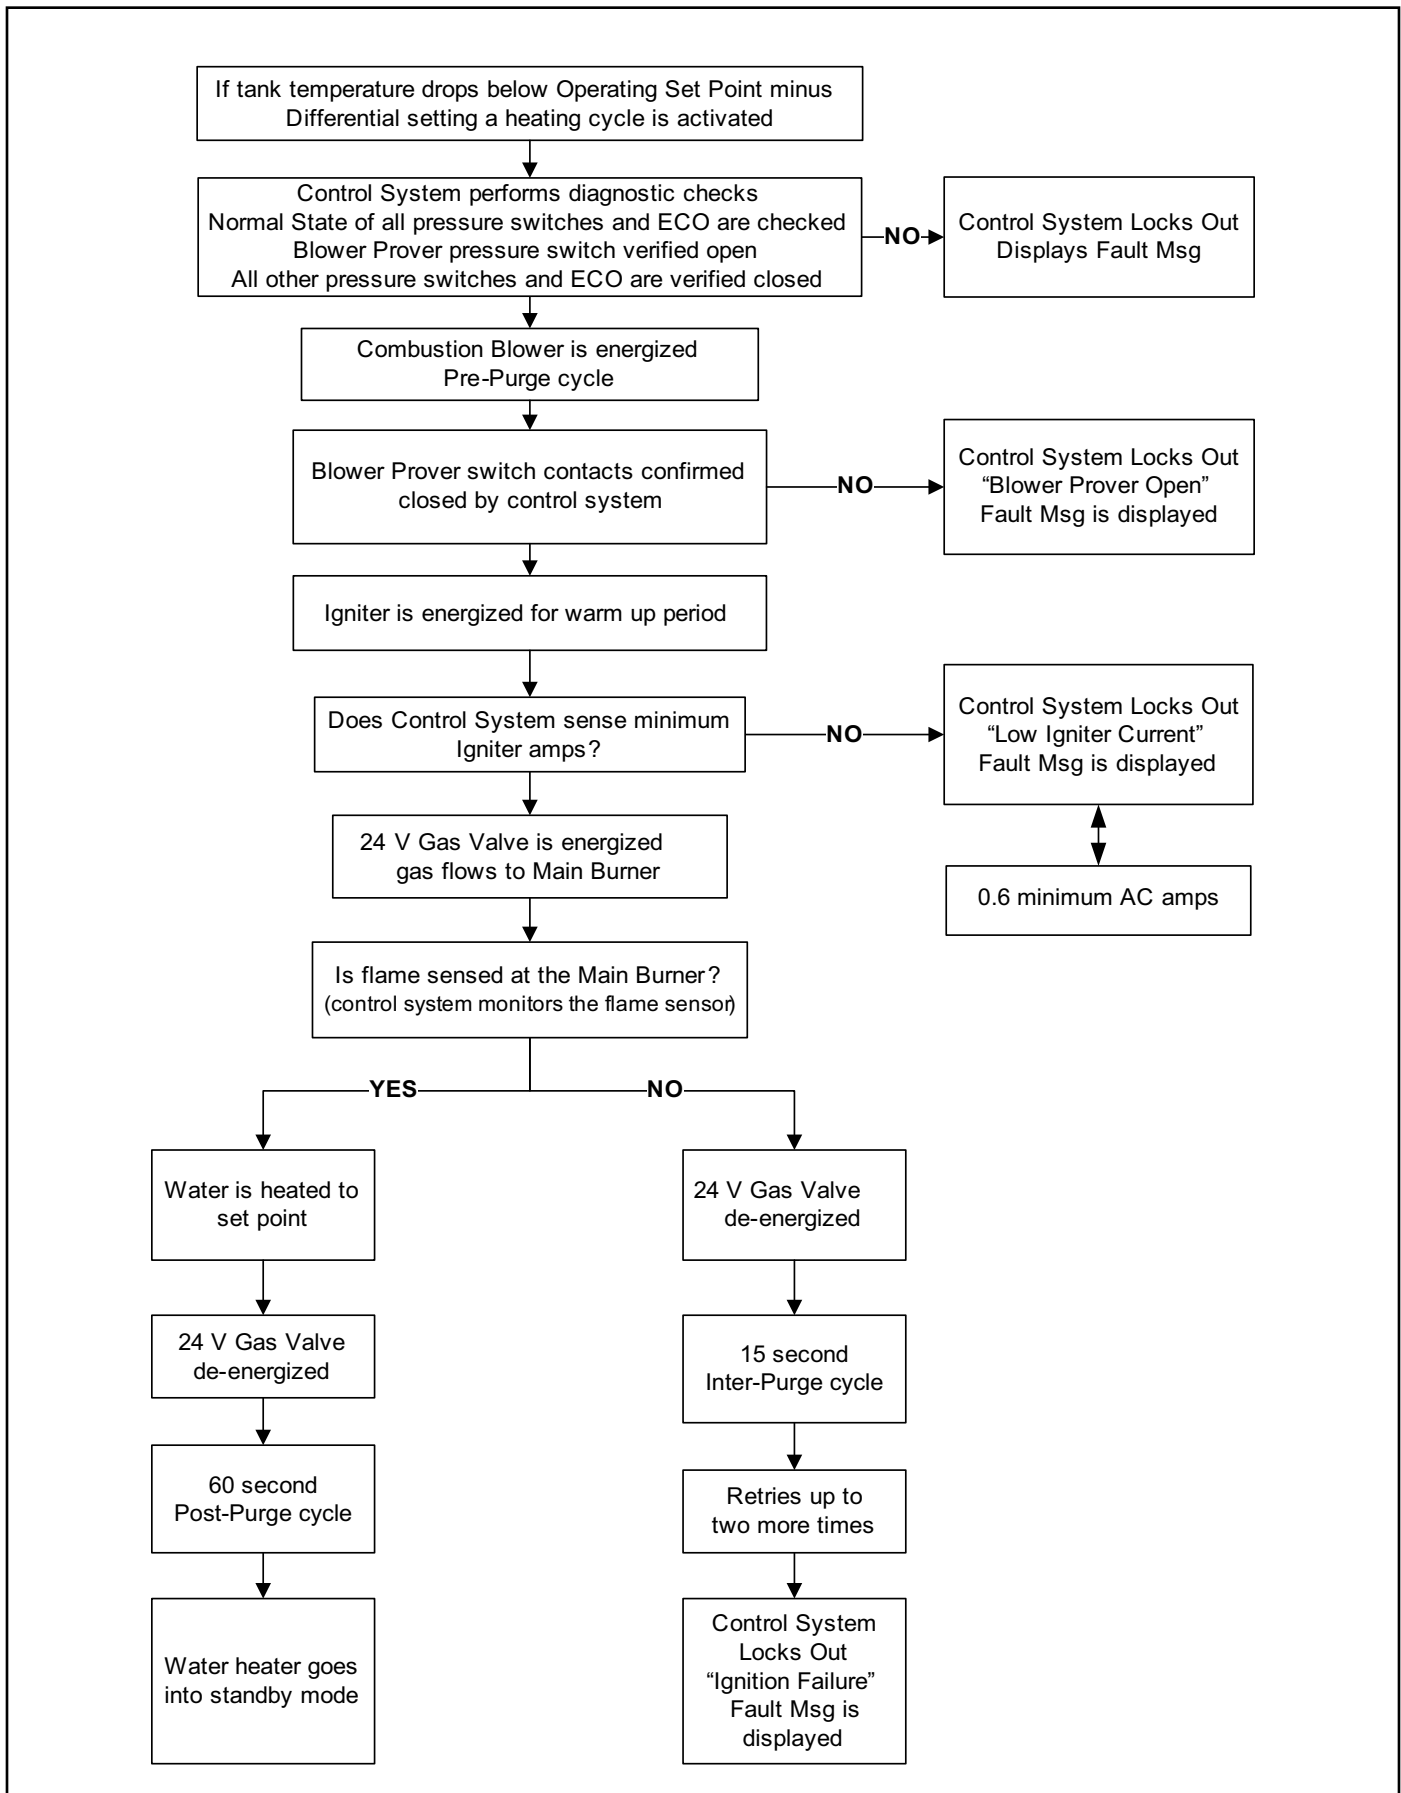 If tank temperature drops below Operating Set Point minus
Differential setting a heating cycle is activated
Control System performs diagnostic checks
Normal State of all pressure switches and ECO are checked
Blower Prover pressure switch verified open
All other pressure switches and ECO are verified closed
NO
Control System Locks Out
Displays Fault Msg
Combustion Blower is energized
Pre-Purge cycle
Blower Prover switch contacts confirmed
closed by control system
NO
Control System Locks Out
“Blower Prover Open”
Fault Msg is displayed
Igniter is energized for warm up period
Does Control System sense minimum
Igniter amps?
NO
Control System Locks Out
“Low Igniter Current”
Fault Msg is displayed
0.6 minimum AC amps
24 V Gas Valve is energized
gas flows to Main Burner
Is flame sensed at the Main Burner?
(control system monitors the flame sensor)
YES
NO
Water is heated to
set point
24 V Gas Valve
de-energized
60 second
Post-Purge cycle
Water heater goes
into standby mode
24 V Gas Valve
de-energized
15 second
Inter-Purge cycle
Retries up to
two more times
Control System
Locks Out
“Ignition Failure”
Fault Msg is
displayed